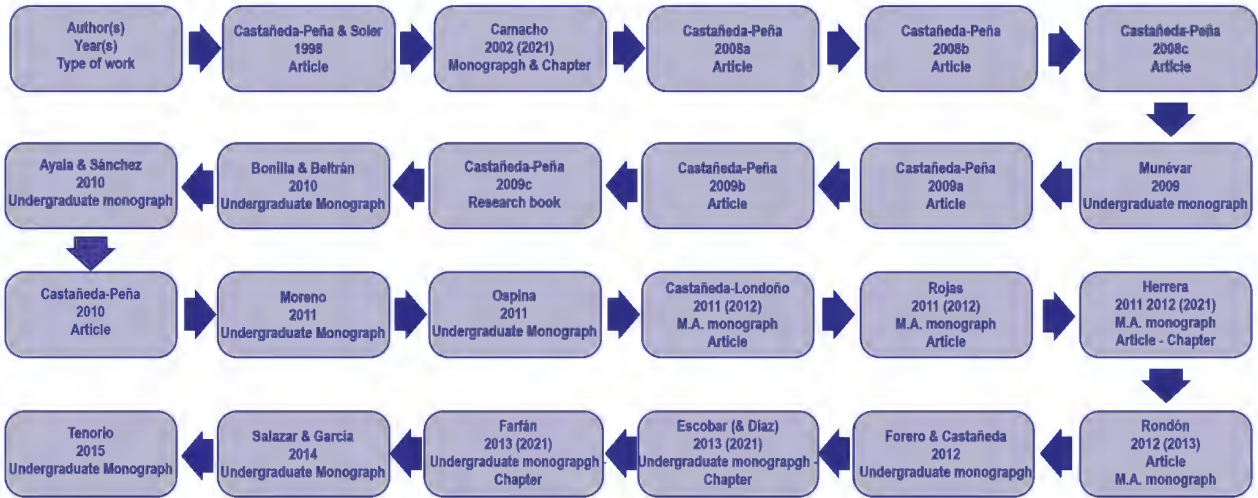 Author(s)
Year(s)
Type of work
Castañeda-Peña & Soler
1998
Article
Camacho
2002 (2021)
Monograpgh & Chapter
Castañeda-Peña
2008a
Article
Castañeda-Peña
2008b
Article
Castañeda-Peña
2008c
Article
Munévar
2009
Undergraduate monograph
Castañeda-Peña
2009a
Article
Castañeda-Peña
2009b
Article
Castañeda-Peña
2009c
Research book
Bonilla & Beltrán
2010
Undergraduate Monograph
Ayala & Sánchez
2010
Undergraduate monograph
Castañeda-Peña
2010
Article
Moreno
2011
Undergraduate Monograph
Ospina
2011
Undergraduate Monograph
Castañeda-Londoño
2011 (2012)
M.A. monograph
Article
Rojas
2011 (2012)
M.A. monograph
Article
Herrera
2011 2012 (2021)
M.A. monograph
Article - Chapter
Rondón
2012 (2013)
Article
M.A. monograph
Forero & Castañeda
2012
Undergraduate monograpgh
Escobar (& Díaz)
2013 (2021)
Undergraduate monograpgh -
Chapter
Farfán
2013 (2021)
Undergraduate monograpgh -
Chapter
Salazar & García
2014
Undergraduate Monograph
Tenorio
2015
Undergraduate Monograph